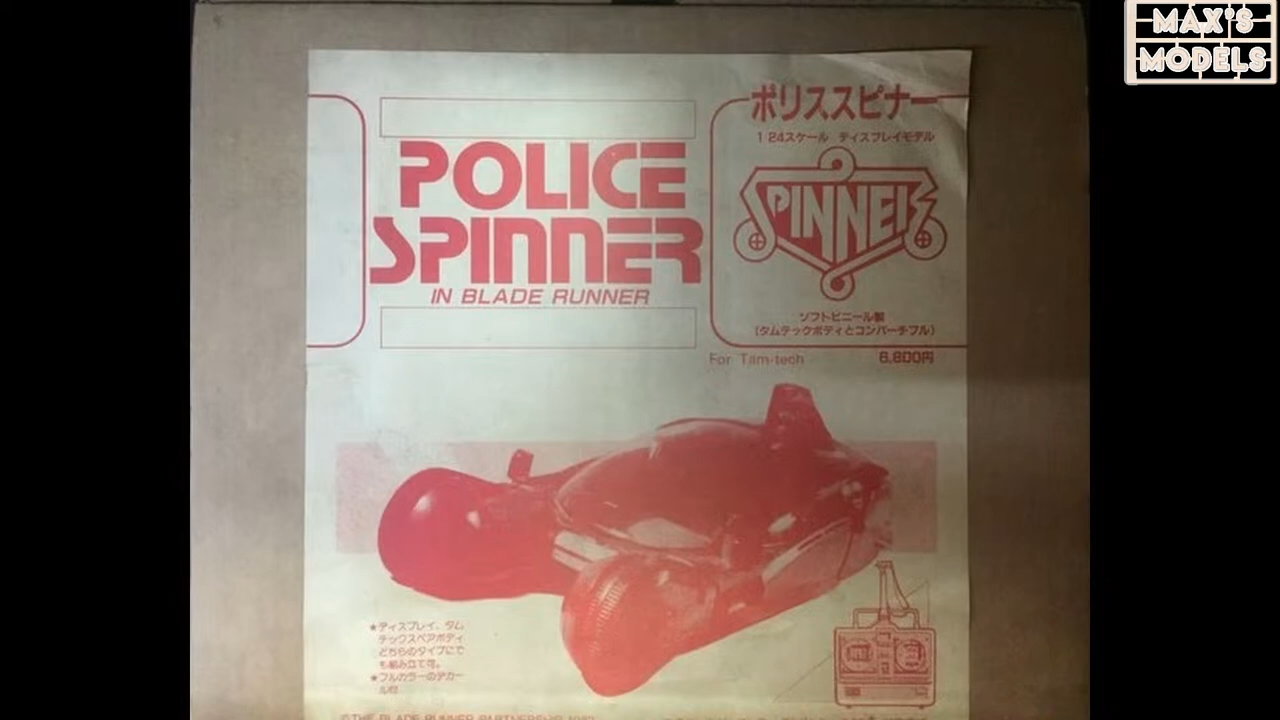 MAX'S
MODELS
POLICE
SPINNER
IN BLADE RUNNER
ポリススピナー
1/24スケール ディスプレイモデル
SPINNER
ソフトビニール製
(タムテックボディとコンバーチブル)
For Tam-tech 6,800円
★ディスプレイ、タム
テックスペアボディ
どちらのタイプにで
も組み立て可。
★フルカラーのデカー
ル付
©THE BLADE RUNNER PARTNERSHIP 1982